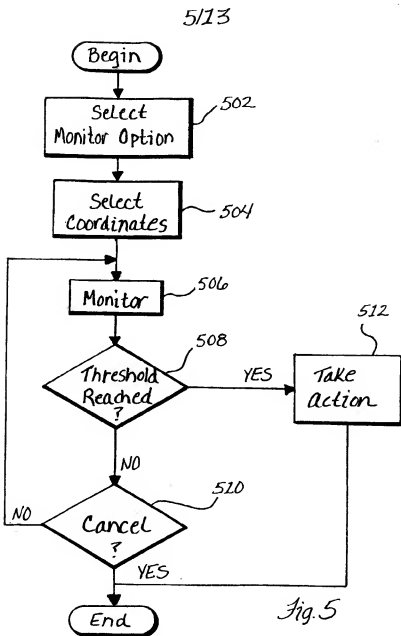 5/13
Begin
Select
Monitor Option
502
Select
Coordinates
504
Monitor
506
Threshold
Reached
?
508
YES
Take
Action
512
NO
Cancel
?
510
NO
YES
End
Fig. 5